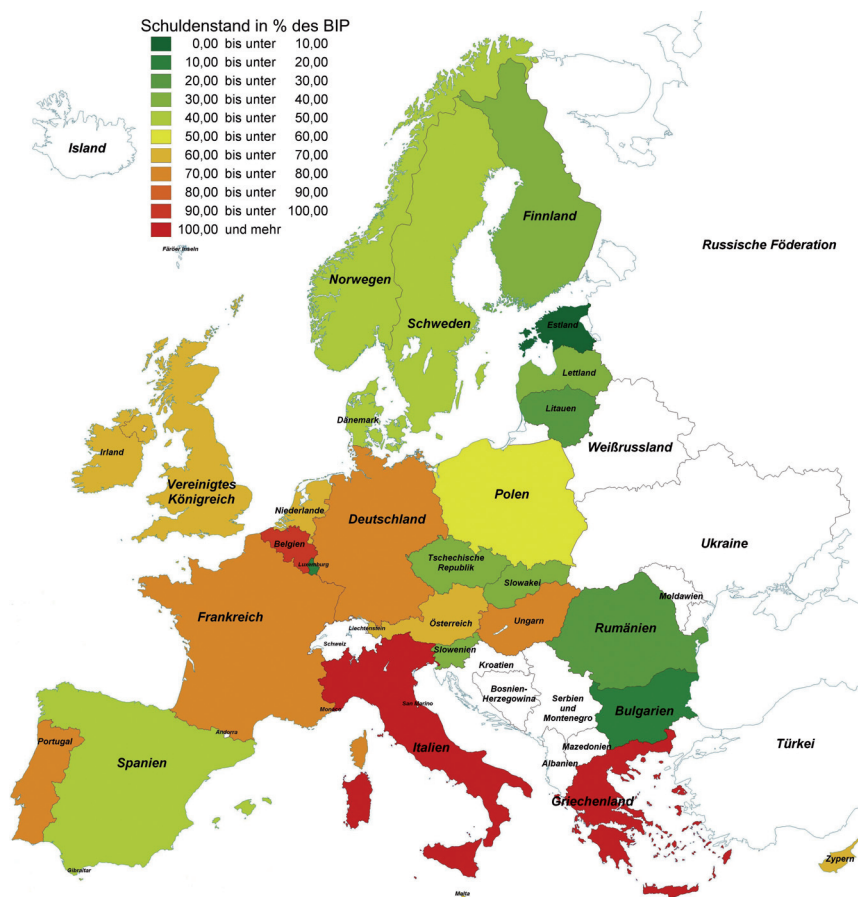 Schuldenstand in % des BIP
0,00 bis unter 10,00
10,00 bis unter 20,00
20,00 bis unter 30,00
30,00 bis unter 40,00
40,00 bis unter 50,00
50,00 bis unter 60,00
60,00 bis unter 70,00
70,00 bis unter 80,00
80,00 bis unter 90,00
90,00 bis unter 100,00
100,00 und mehr
Island
Färöer Inseln
Finnland
Russische Föderation
Norwegen
Schweden
Estland
Lettland
Litauen
Dänemark
Weißrussland
Irland
Vereinigtes
Königreich
Niederlande
Deutschland
Polen
Belgien
Luxemburg
Tschechische
Republik
Slowakei
Ukraine
Moldawien
Frankreich
Liechtenstein
Österreich
Ungarn
Rumänien
Schweiz
Slowenien
Kroatien
Bosnien-
Herzegowina
Serbien
und
Montenegro
Bulgarien
Monaco
San Marino
Andorra
Portugal
Spanien
Italien
Mazedonien
Albanien
Türkei
Griechenland
Zypern
Gibraltar
Malta